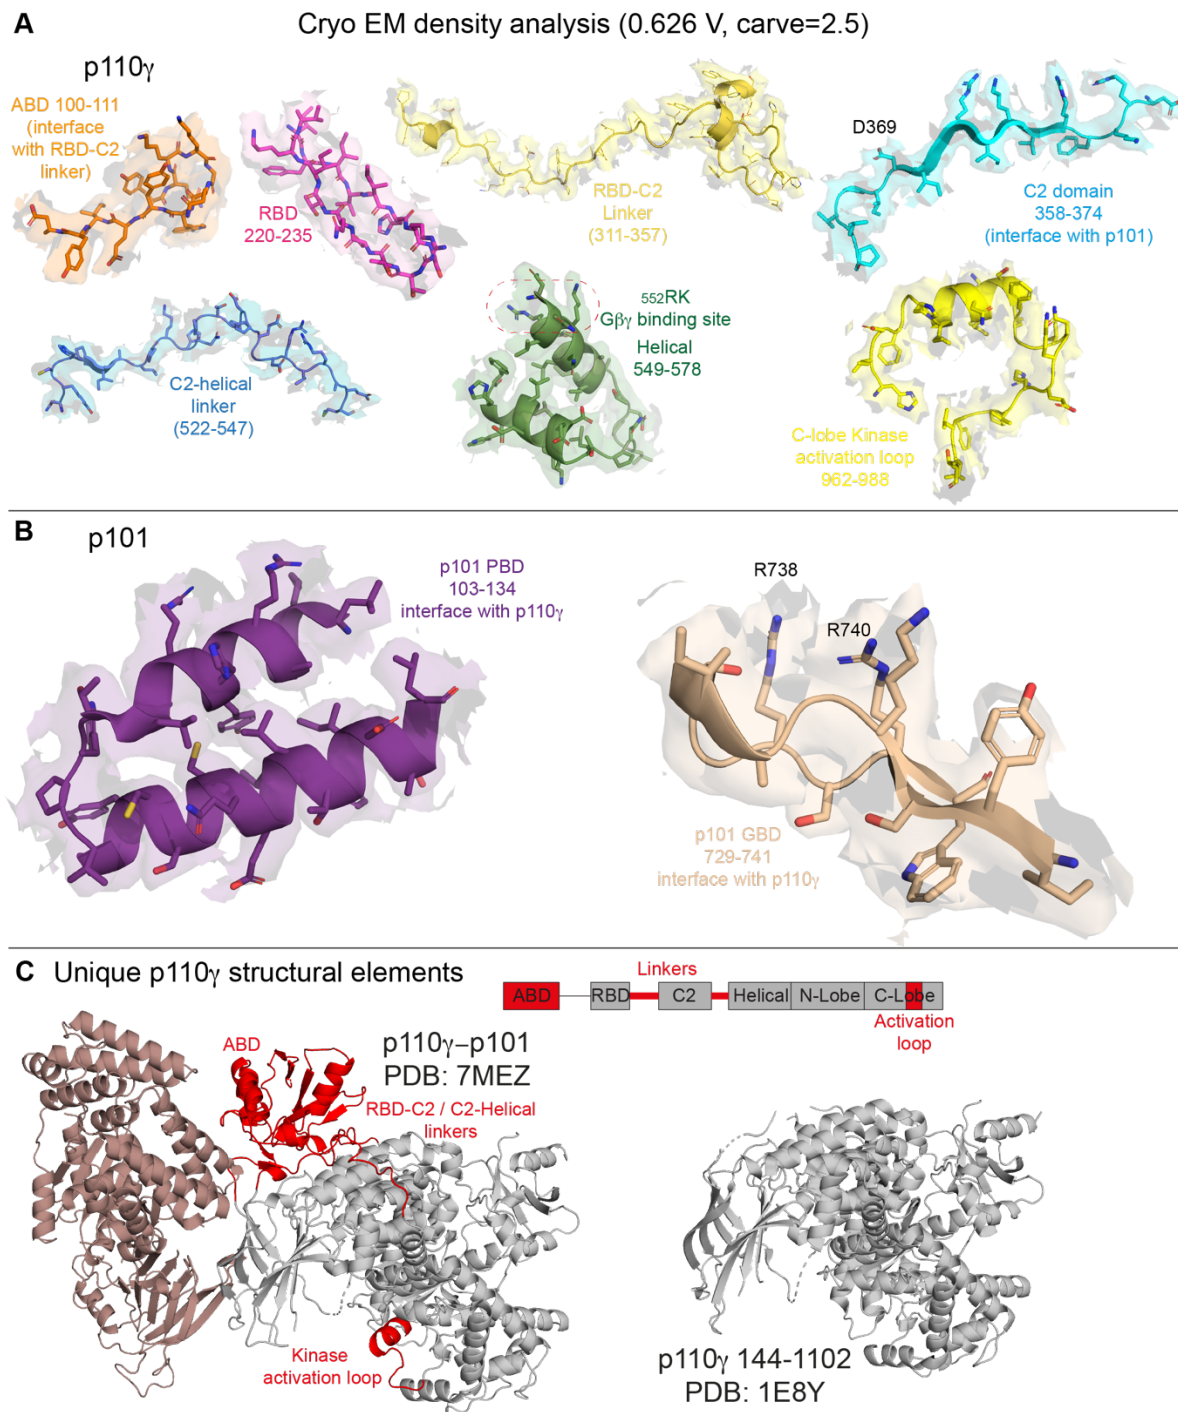 A
Cryo EM density analysis (0.626 V, carve=2.5)
p110γ
ABD 100-111
(interface
with RBD-C2
linker)
RBD
220-235
RBD-C2
Linker
(311-357)
D369
C2 domain
358-374
(interface with p101)
C2-helical
linker
(522-547)
552RK
Gβγ binding site
Helical
549-578
C-lobe Kinase
activation loop
962-988
B
p101
p101 PBD
103-134
interface with p110γ
R738
R740
p101 GBD
729-741
interface with p110γ
C
Unique p110γ structural elements
Linkers
ABD
RBD
C2
Helical
N-Lobe
C-Lobe
Activation
loop
ABD
p110γ–p101
PDB: 7MEZ
RBD-C2 / C2-Helical
linkers
Kinase
activation loop
p110γ 144-1102
PDB: 1E8Y